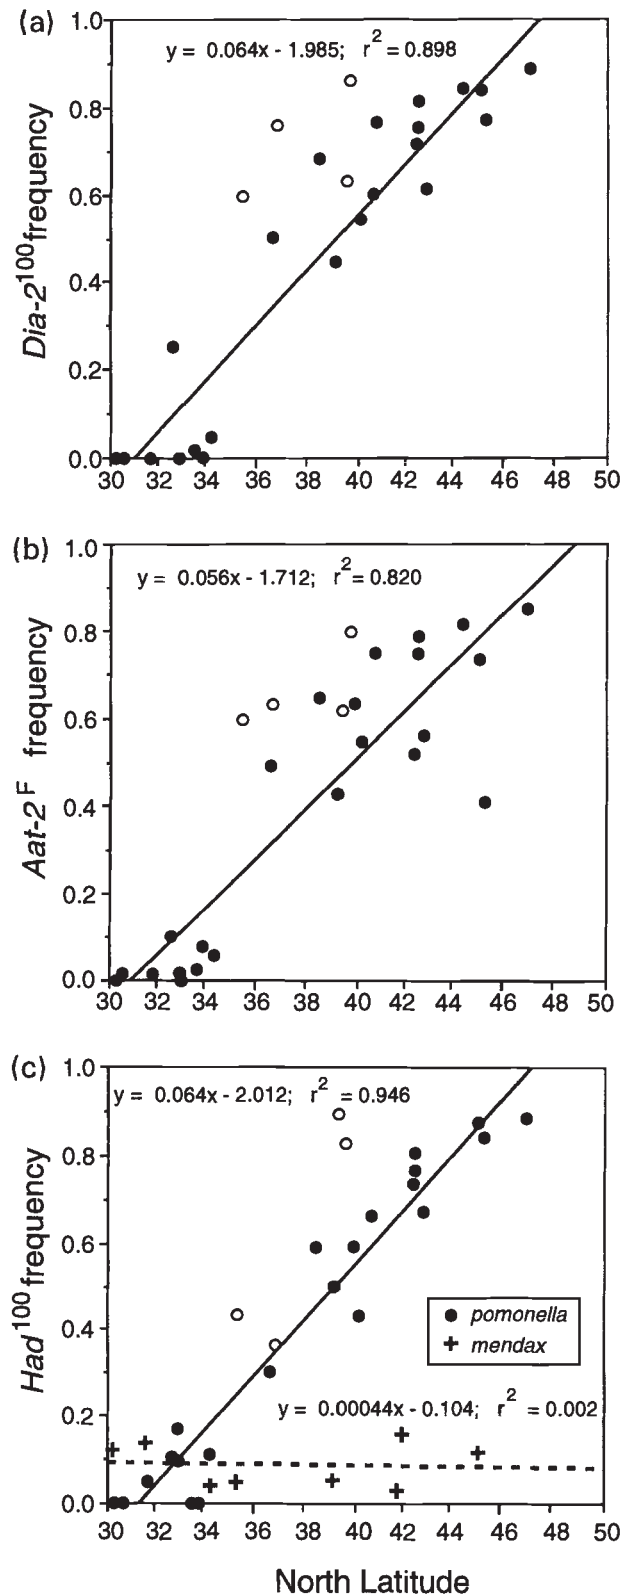 (a)
y = 0.064x - 1.985; r² = 0.898
Dia-2¹⁰⁰ frequency
1.0
0.8
0.6
0.4
0.2
0.0
30 32 34 36 38 40 42 44 46 48 50
(b)
y = 0.056x - 1.712; r² = 0.820
Aat-2ᶠ frequency
1.0
0.8
0.6
0.4
0.2
0.0
30 32 34 36 38 40 42 44 46 48 50
(c)
y = 0.064x - 2.012; r² = 0.946
Had¹⁰⁰ frequency
1.0
0.8
0.6
0.4
0.2
0.0
pomonella
mendax
y = 0.00044x - 0.104; r² = 0.002
30 32 34 36 38 40 42 44 46 48 50
North Latitude